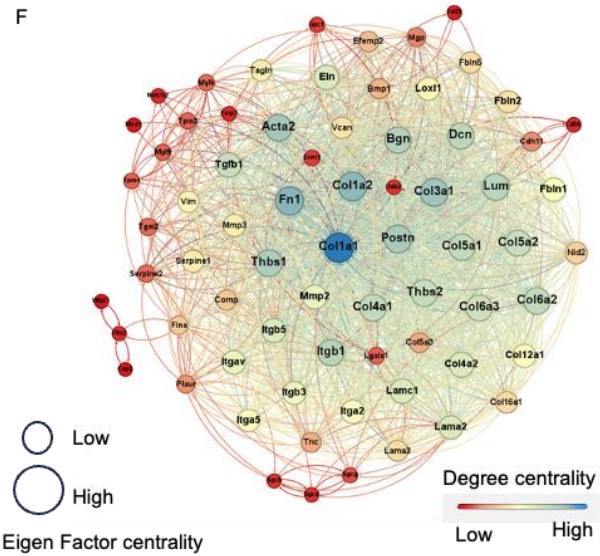 F
Efemp2
Mgp
Tagln
Eln
Bmp1
Loxl1
Fbln5
Fbln2
Mylk
Tpm2
Acta2
Vcan
Bgn
Dcn
Cdh11
Myl9
Tgfb1
Col1a2
Col3a1
Lum
Fbln1
Vim
Fn1
Tgm2
Mmp3
Col1a1
Postn
Col5a1
Col5a2
Nid2
Serpine1
Thbs1
Serpine2
Comp
Mmp2
Col4a1
Thbs2
Col6a3
Col6a2
Flna
Itgb5
Itgb1
Lgals1
Col5a3
Col4a2
Col12a1
Itgav
Plaur
Itgb3
Lamc1
Col16a1
Itga5
Itga2
Lama2
Tnc
Lama3
Low
High
Eigen Factor centrality
Degree centrality
Low
High